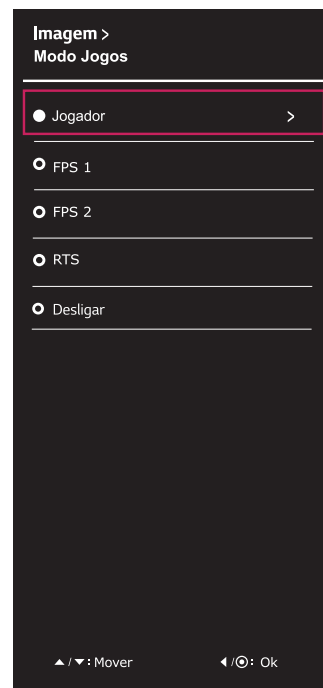 Imagem >
Modo Jogos
Jogador >
FPS 1
FPS 2
RTS
Desligar
▲/▼: Mover ◀/◉: Ok